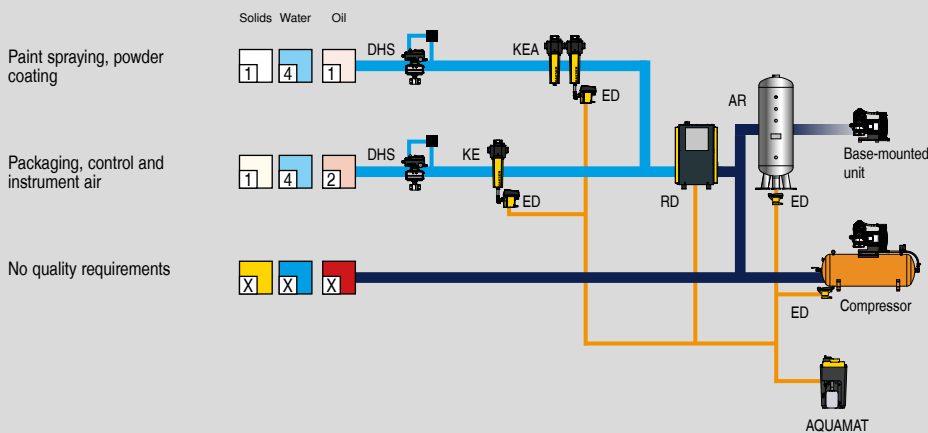 Solids Water Oil
Paint spraying, powder
coating
1 4 1
DHS
KEA
ED
AR
Base-mounted
unit
Packaging, control and
instrument air
1 4 2
DHS
KE
ED
RD
ED
No quality requirements
X X X
ED
Compressor
AQUAMAT